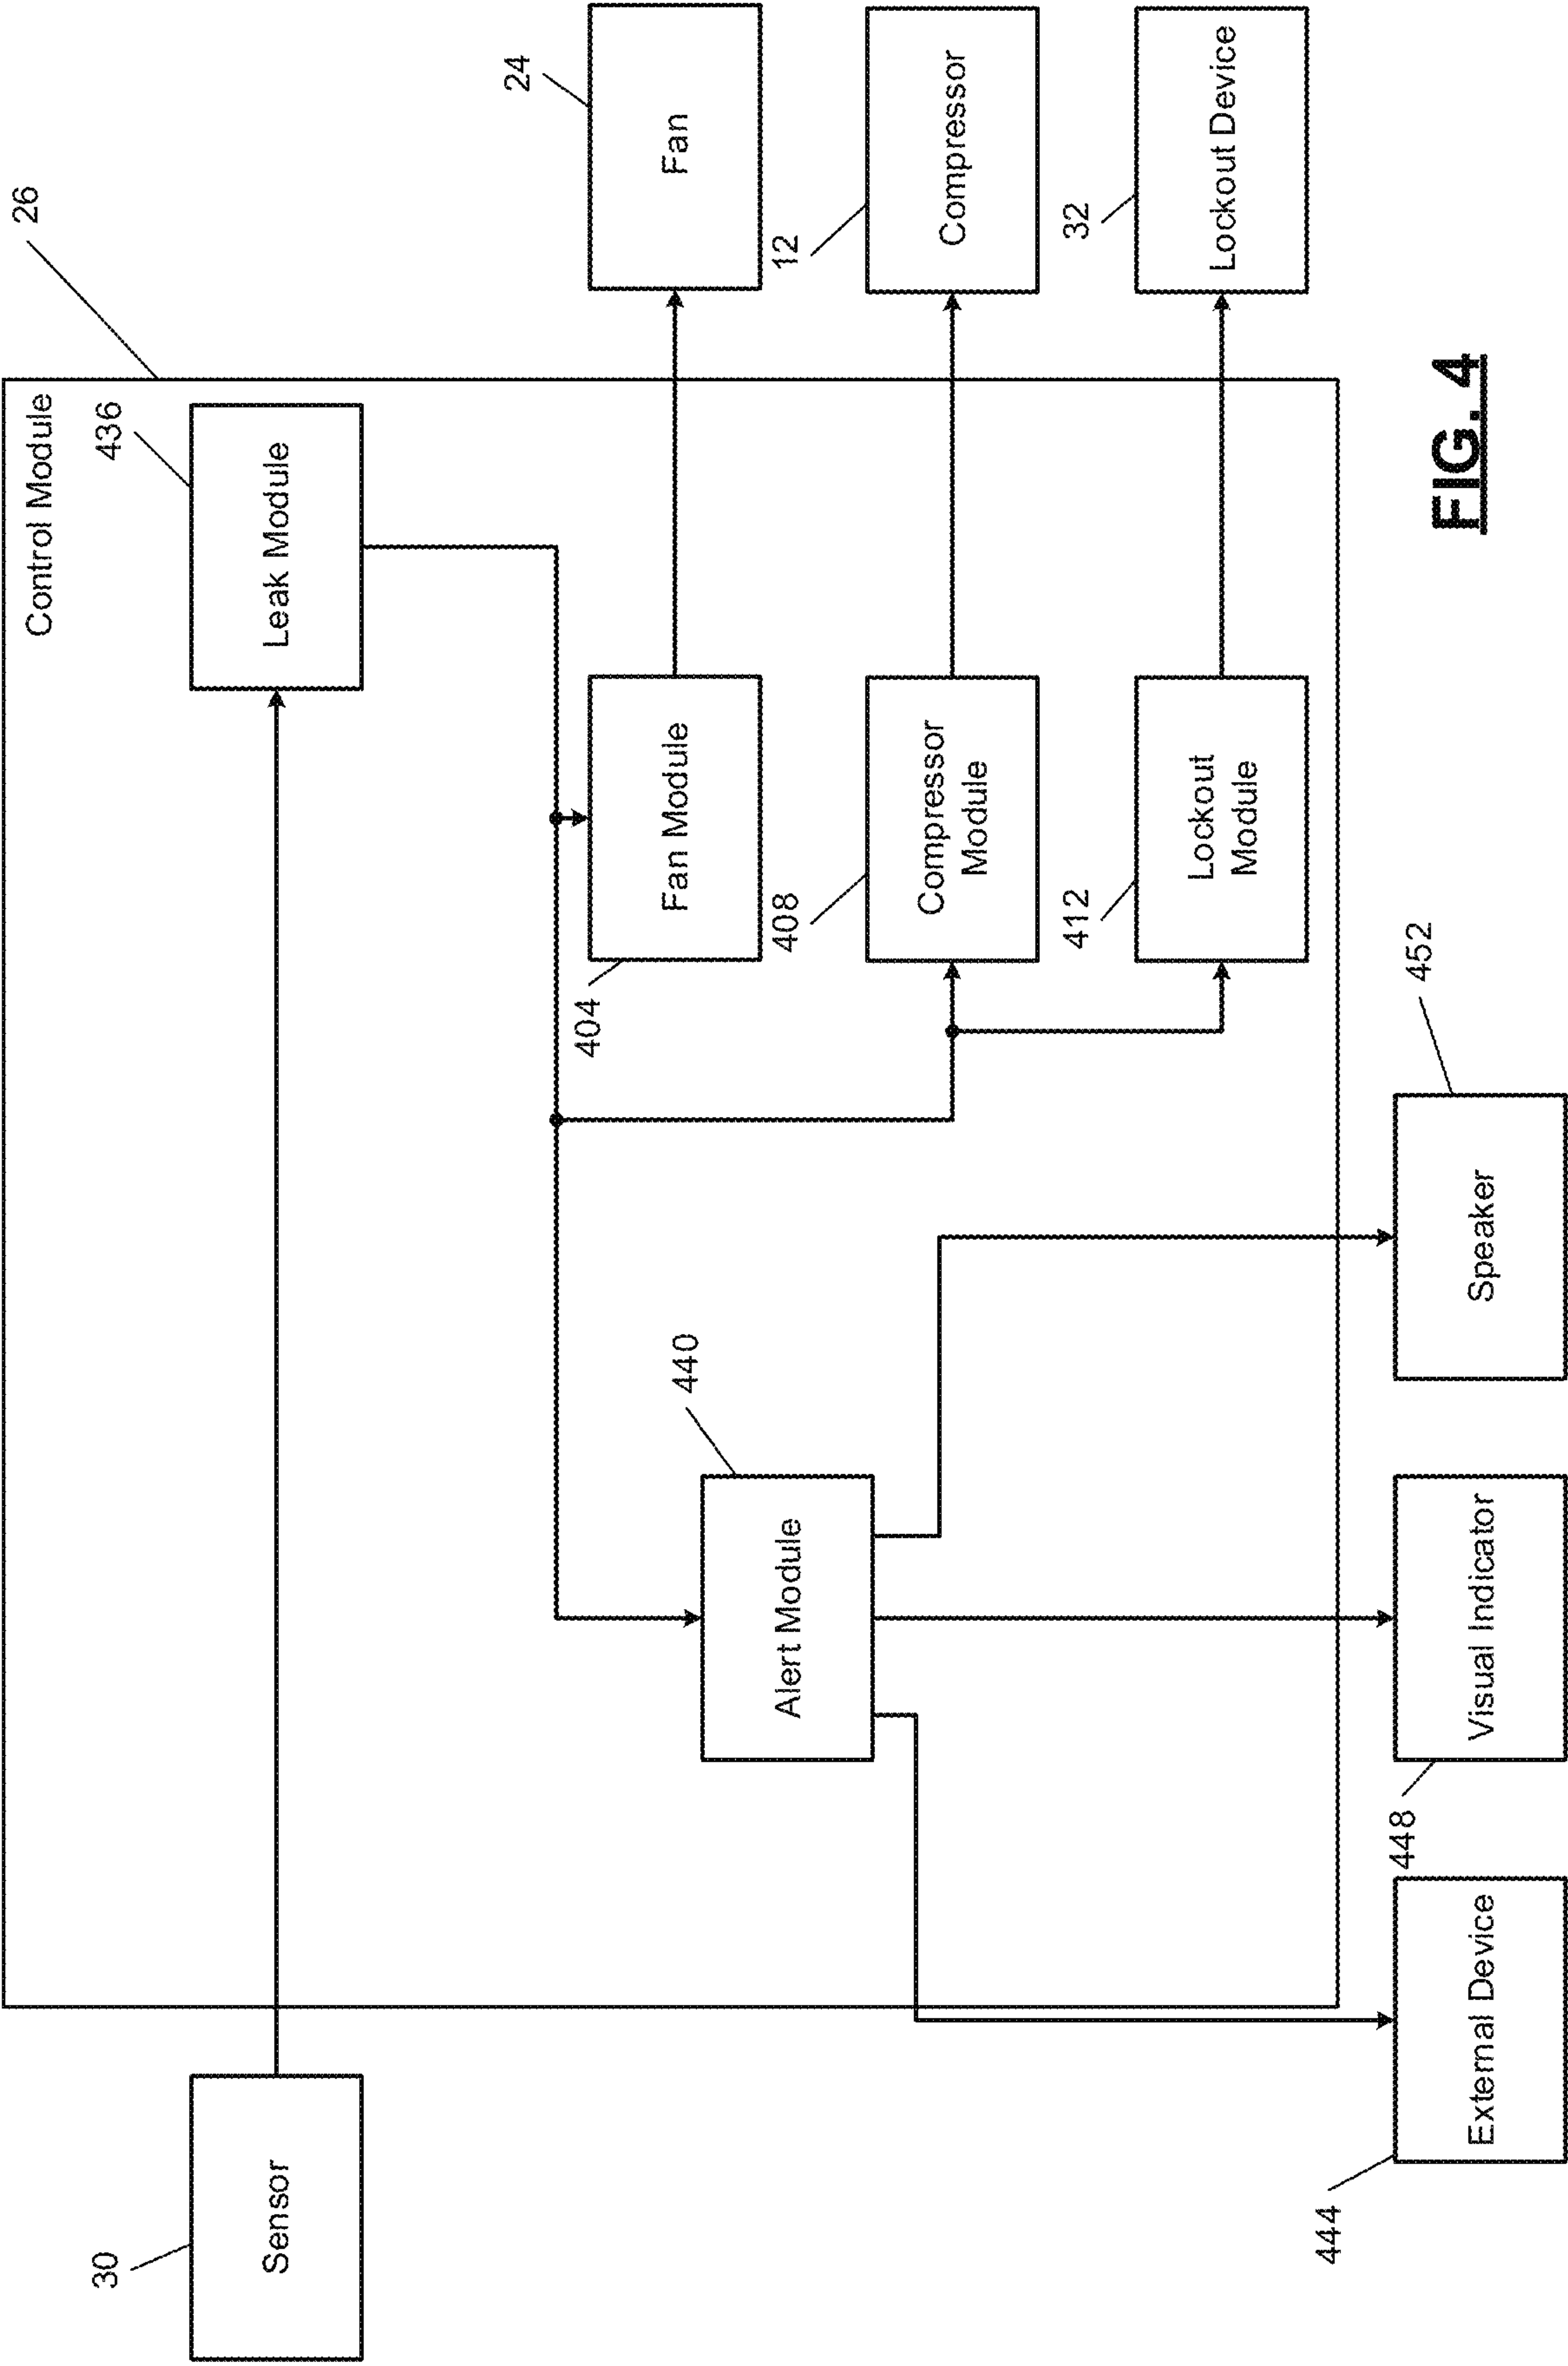 Control Module
26
30
Sensor
436
Leak Module
24
Fan
404
Fan Module
12
Compressor
408
Compressor
Module
32
Lockout Device
412
Lockout
Module
440
Alert Module
444
External Device
448
Visual Indicator
452
Speaker
FIG. 4